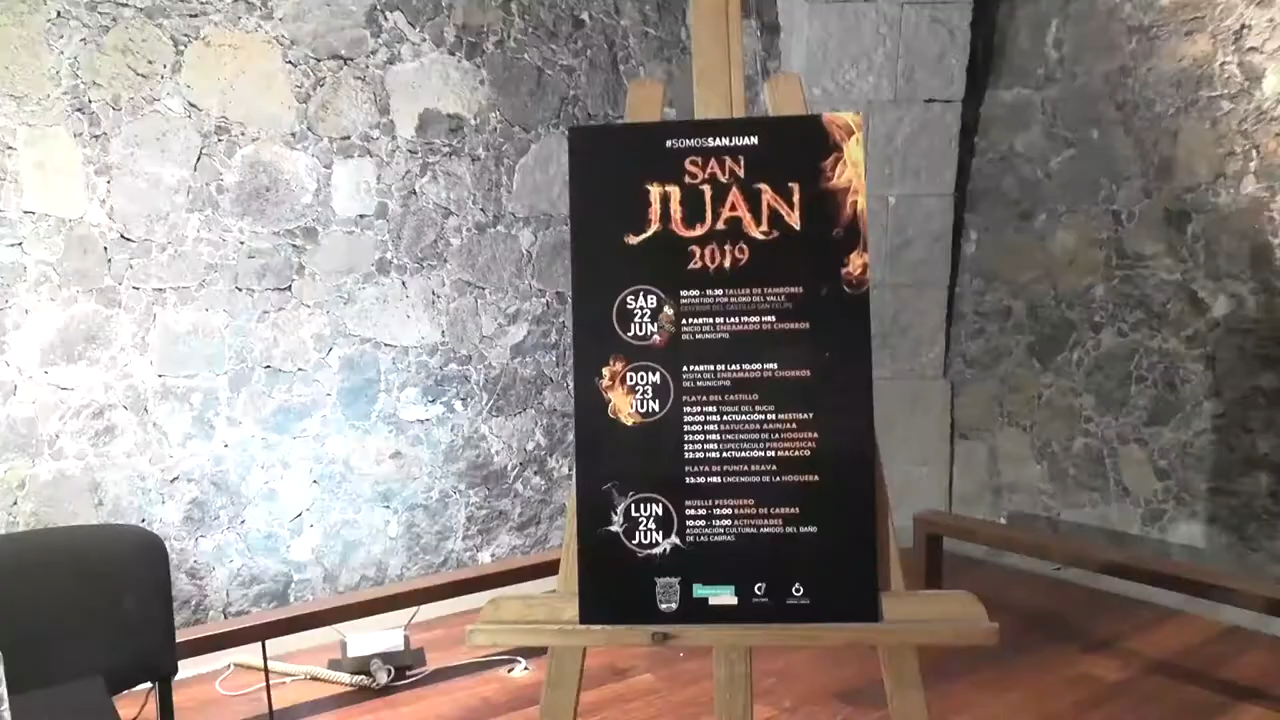 #SOMOSSANJUAN
SAN
JUAN
2019
SÁB
22
JUN
10:00 - 11:30 TALLER DE TAMBORES
IMPARTIDO POR BLOKO DEL VALLE.
EXTERIOR DEL CASTILLO SAN FELIPE
A PARTIR DE LAS 19:00 HRS
INICIO DEL ENRAMADO DE CHORROS
DEL MUNICIPIO.
DOM
23
JUN
A PARTIR DE LAS 10:00 HRS
VISITA DEL ENRAMADO DE CHORROS
DEL MUNICIPIO.
PLAYA DEL CASTILLO
19:59 HRS TOQUE DEL BUCIO
20:00 HRS ACTUACIÓN DE MESTISAY
21:00 HRS BATUCADA AAINJAA
22:00 HRS ENCENDIDO DE LA HOGUERA
22:10 HRS ESPECTÁCULO PIROMUSICAL
22:20 HRS ACTUACIÓN DE MACACO
PLAYA DE PUNTA BRAVA
23:30 HRS ENCENDIDO DE LA HOGUERA
LUN
24
JUN
MUELLE PESQUERO
08:30 - 12:00 BAÑO DE CABRAS
10:00 - 13:00 ACTIVIDADES
ASOCIACIÓN CULTURAL AMIGOS DEL BAÑO
DE LAS CABRAS